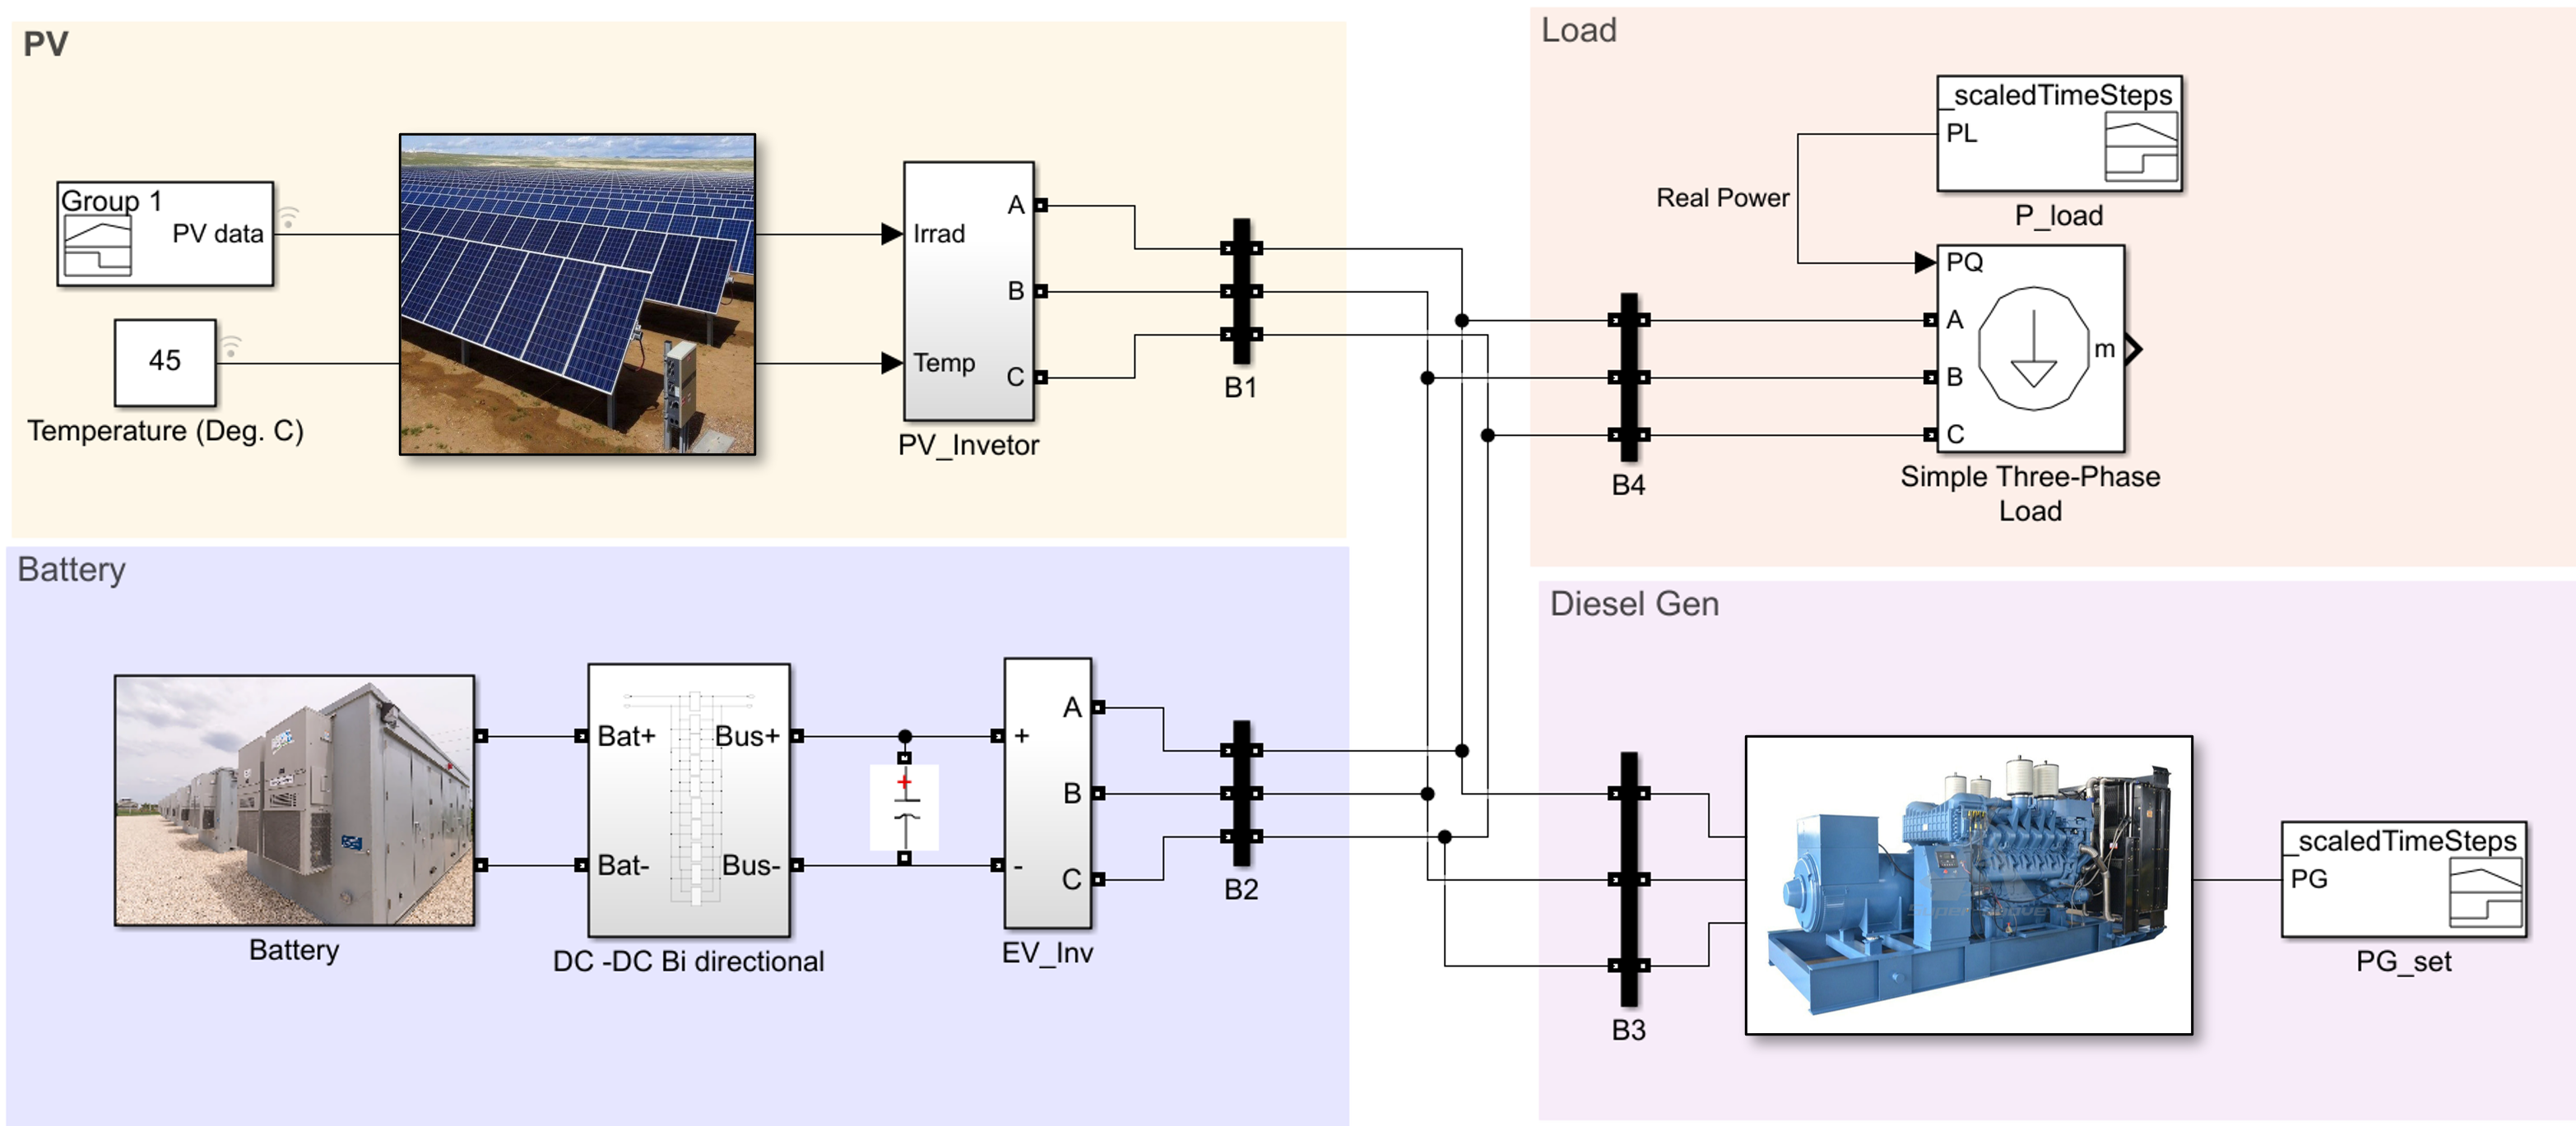 PV
Group 1
PV data
45
Temperature (Deg. C)
Irrad
Temp
A
B
C
PV_Invetor
B1
Load
_scaledTimeSteps
PL
P_load
Real Power
PQ
A
B
C
m
B4
Simple Three-Phase
Load
Battery
Battery
Bat+
Bat-
Bus+
Bus-
DC -DC Bi directional
+
+
-
A
B
C
EV_Inv
B2
Diesel Gen
B3
_scaledTimeSteps
PG
PG_set